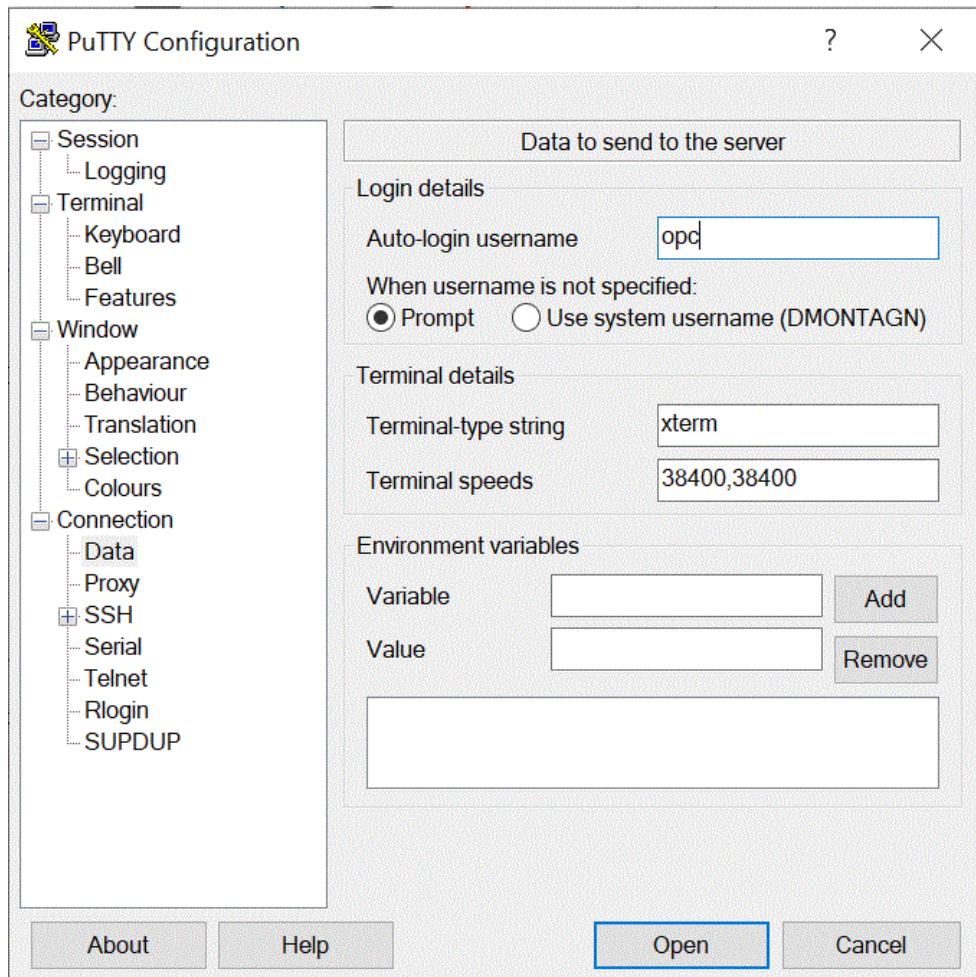 PuTTY Configuration
?
Category:
Session
Logging
Terminal
Keyboard
Bell
Features
Window
Appearance
Behaviour
Translation
Selection
Colours
Connection
Data
Proxy
SSH
Serial
Telnet
Rlogin
SUPDUP
Data to send to the server
Login details
Auto-login username opc
When username is not specified:
Prompt Use system username (DMONTAGN)
Terminal details
Terminal-type string xterm
Terminal speeds 38400,38400
Environment variables
Variable Add
Value Remove
About Help Open Cancel